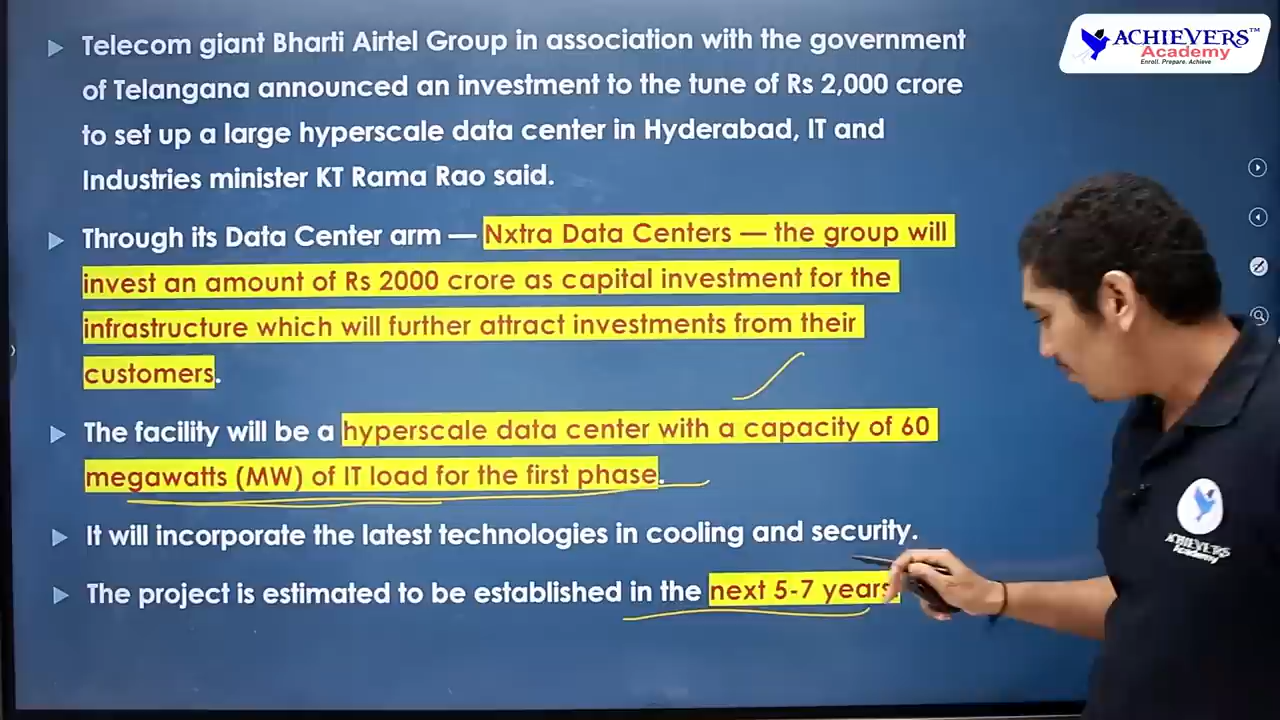 Telecom giant Bharti Airtel Group in association with the government
of Telangana announced an investment to the tune of Rs 2,000 crore
to set up a large hyperscale data center in Hyderabad, IT and
Industries minister KT Rama Rao said.
Through its Data Center arm — Nxtra Data Centers — the group will
invest an amount of Rs 2000 crore as capital investment for the
infrastructure which will further attract investments from their
customers.
The facility will be a hyperscale data center with a capacity of 60
megawatts (MW) of IT load for the first phase.
It will incorporate the latest technologies in cooling and security.
The project is estimated to be established in the next 5-7 years.
ACHIEVERS™
Academy
Enroll. Prepare. Achieve
ACHIEVERS
Academy